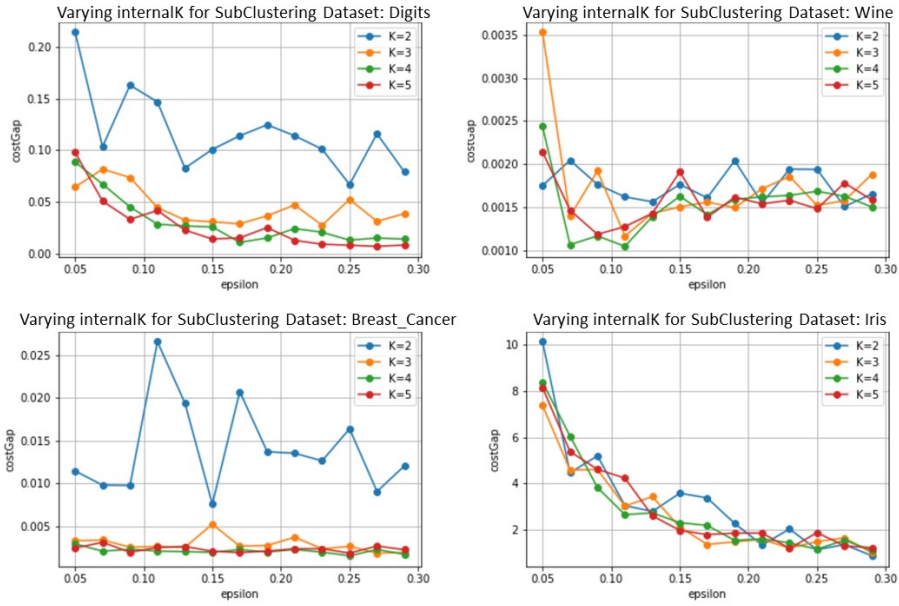 Varying internalK for SubClustering Dataset: Digits
K=2
K=3
K=4
K=5
costGap
0.20
0.15
0.10
0.05
0.00
0.05 0.10 0.15 0.20 0.25 0.30
epsilon
Varying internalK for SubClustering Dataset: Wine
K=2
K=3
K=4
K=5
costGap
0.0035
0.0030
0.0025
0.0020
0.0015
0.0010
0.05 0.10 0.15 0.20 0.25 0.30
epsilon
Varying internalK for SubClustering Dataset: Breast_Cancer
K=2
K=3
K=4
K=5
costGap
0.025
0.020
0.015
0.010
0.005
0.05 0.10 0.15 0.20 0.25 0.30
epsilon
Varying internalK for SubClustering Dataset: Iris
K=2
K=3
K=4
K=5
costGap
10
8
6
4
2
0.05 0.10 0.15 0.20 0.25 0.30
epsilon